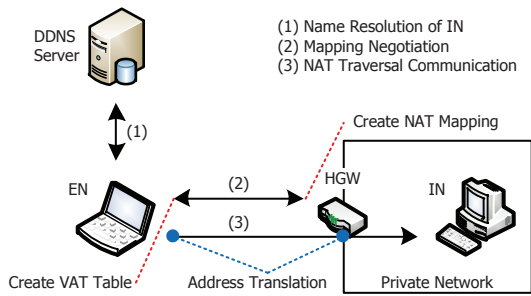 DDNS
Server
(1) Name Resolution of IN
(2) Mapping Negotiation
(3) NAT Traversal Communication
(1)
Create NAT Mapping
EN
(2)
HGW
IN
(3)
Create VAT Table
Address Translation
Private Network